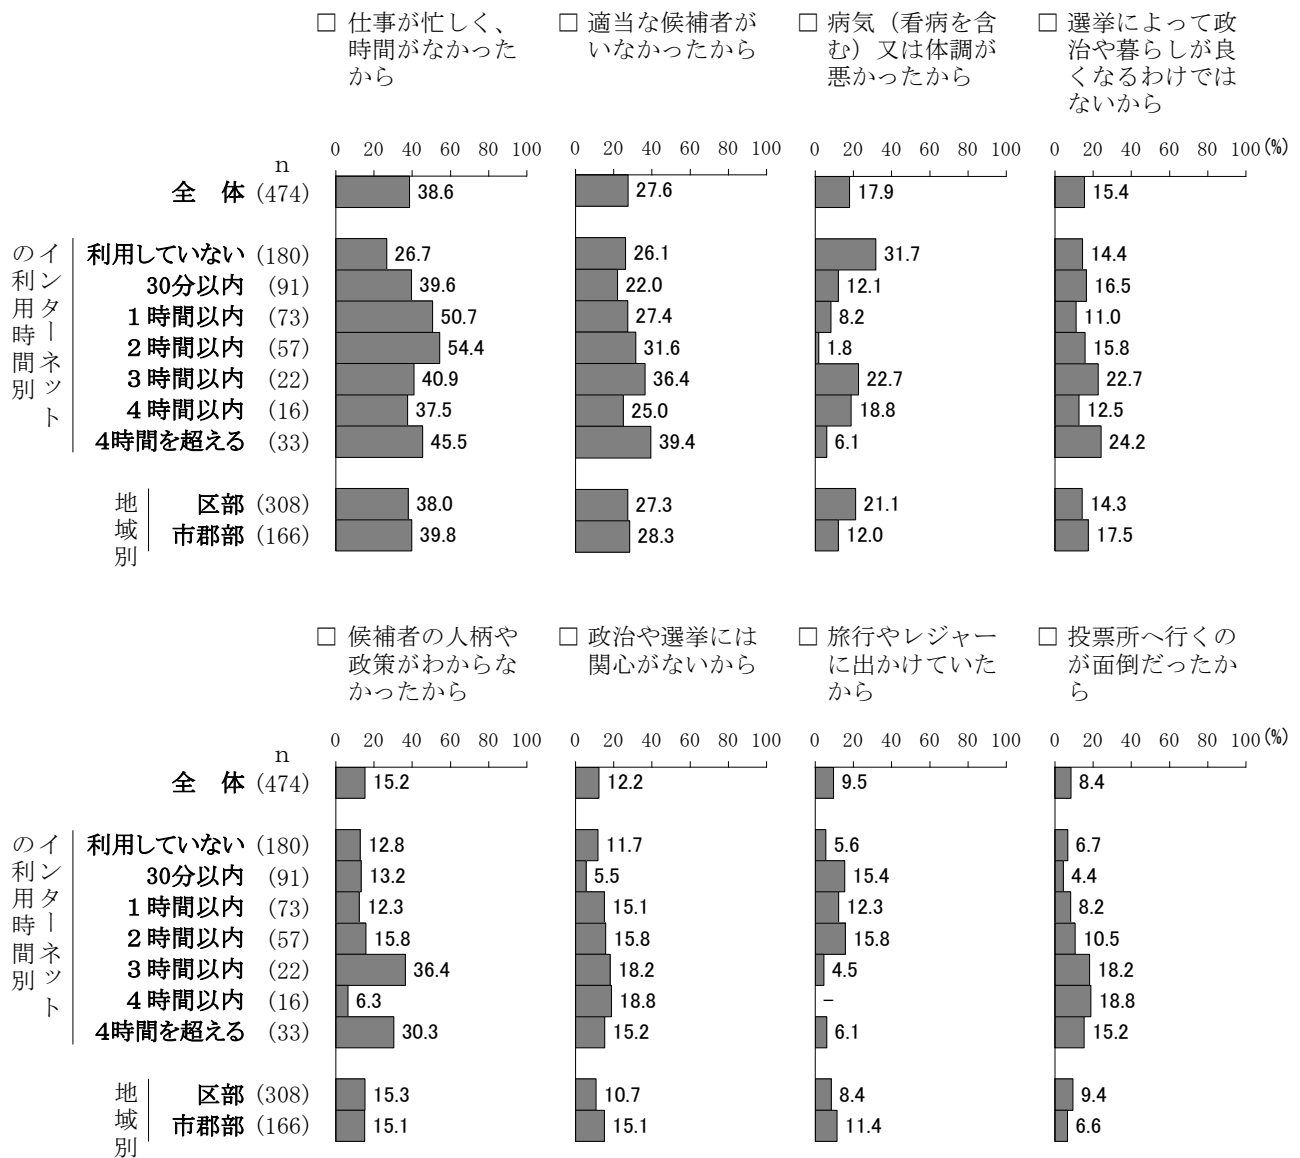 □ 仕事が忙しく、
時間がなかった
から
□ 適当な候補者が
いなかったから
□ 病気（看病を含
む）又は体調が
悪かったから
□ 選挙によって政
治や暮らしが良
くなるわけでは
ないから
n
0 20 40 60 80 100 0 20 40 60 80 100 0 20 40 60 80 100 0 20 40 60 80 100 (%)
全　体 (474) 38.6 27.6 17.9 15.4
インターネット
の利用時間別
利用していない (180) 26.7 26.1 31.7 14.4
30分以内 (91) 39.6 22.0 12.1 16.5
１時間以内 (73) 50.7 27.4 8.2 11.0
２時間以内 (57) 54.4 31.6 1.8 15.8
３時間以内 (22) 40.9 36.4 22.7 22.7
４時間以内 (16) 37.5 25.0 18.8 12.5
4時間を超える (33) 45.5 39.4 6.1 24.2
地域別
区部 (308) 38.0 27.3 21.1 14.3
市郡部 (166) 39.8 28.3 12.0 17.5
□ 候補者の人柄や
政策がわからな
かったから
□ 政治や選挙には
関心がないから
□ 旅行やレジャー
に出かけていた
から
□ 投票所へ行くの
が面倒だったか
ら
n
0 20 40 60 80 100 0 20 40 60 80 100 0 20 40 60 80 100 0 20 40 60 80 100 (%)
全　体 (474) 15.2 12.2 9.5 8.4
インターネット
の利用時間別
利用していない (180) 12.8 11.7 5.6 6.7
30分以内 (91) 13.2 5.5 15.4 4.4
１時間以内 (73) 12.3 15.1 12.3 8.2
２時間以内 (57) 15.8 15.8 15.8 10.5
３時間以内 (22) 36.4 18.2 4.5 18.2
４時間以内 (16) 6.3 18.8 － 18.8
4時間を超える (33) 30.3 15.2 6.1 15.2
地域別
区部 (308) 15.3 10.7 8.4 9.4
市郡部 (166) 15.1 15.1 11.4 6.6